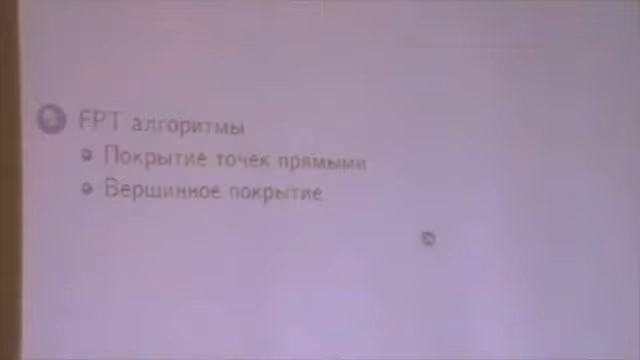 FPT алгоритмы
Покрытие точек прямыми
Вершинное покрытие